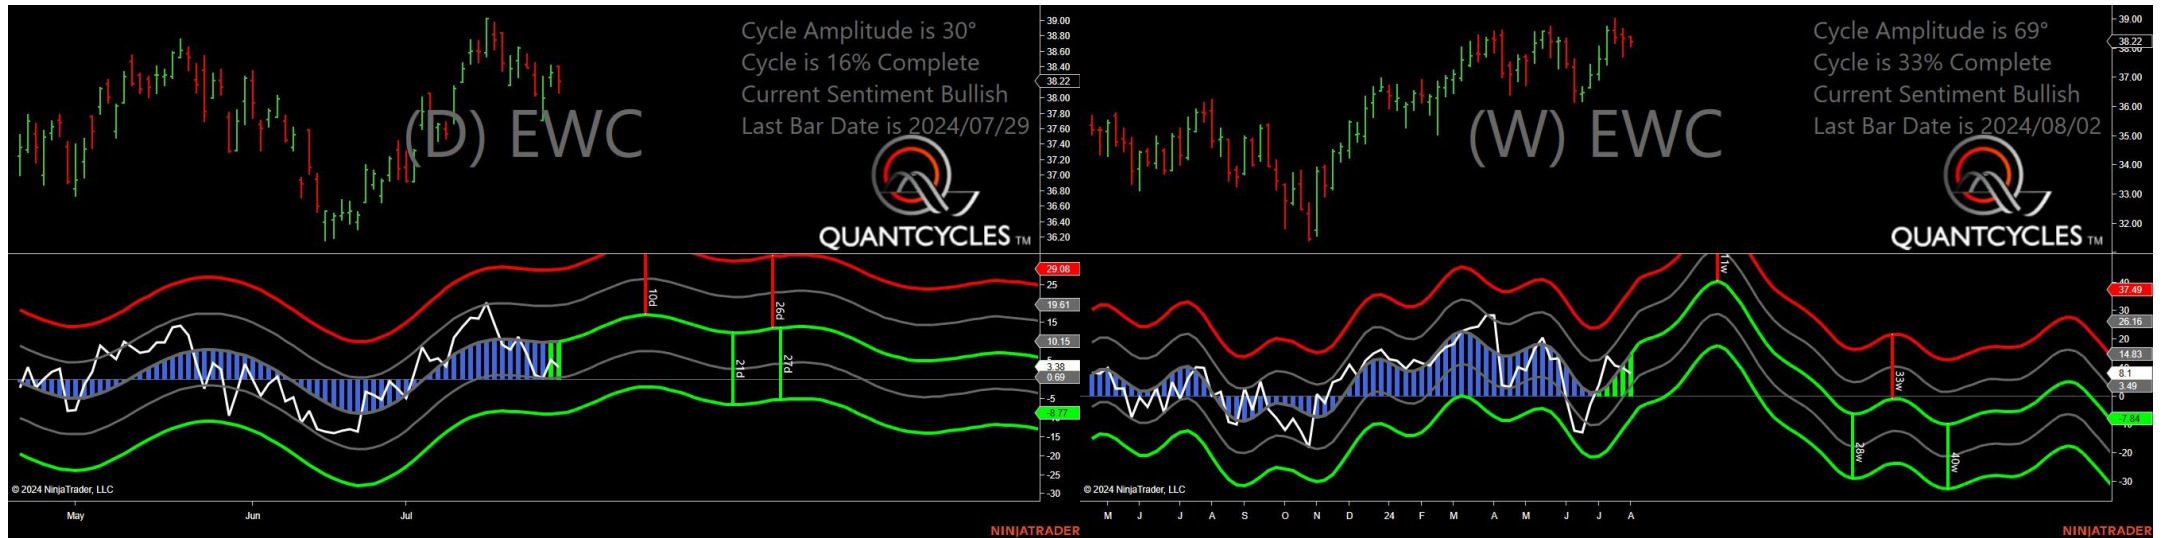 Cycle Amplitude is 30°
Cycle is 16% Complete
Current Sentiment Bullish
Last Bar Date is 2024/07/29
(D) EWC
QUANTCYCLES TM
39.00
38.80
38.40
38.22
38.00
37.80
37.60
37.40
37.20
37.00
36.80
36.60
36.40
36.20
10d
26d
21d
27d
29.08
25
19.61
15
10.15
3.38
0.69
-5
-8.77
-15
-20
-25
-30
© 2024 NinjaTrader, LLC
May Jun Jul
NINJATRADER
Cycle Amplitude is 69°
Cycle is 33% Complete
Current Sentiment Bullish
Last Bar Date is 2024/08/02
(W) EWC
QUANTCYCLES TM
39.00
38.22
38.00
37.00
36.00
35.00
34.00
33.00
32.00
11w
33w
28w
40w
40
37.49
30
26.16
20
14.83
8.1
3.49
0
-7.84
-20
-30
© 2024 NinjaTrader, LLC
M J J A S O N D 24 F M A M J J A
NINJATRADER